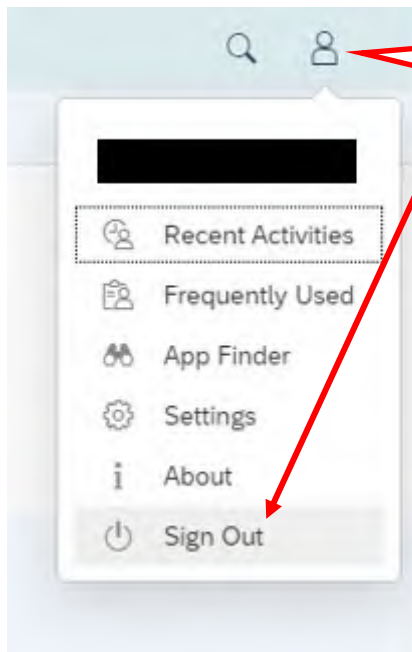 Recent Activities
Frequently Used
App Finder
Settings
About
Sign Out